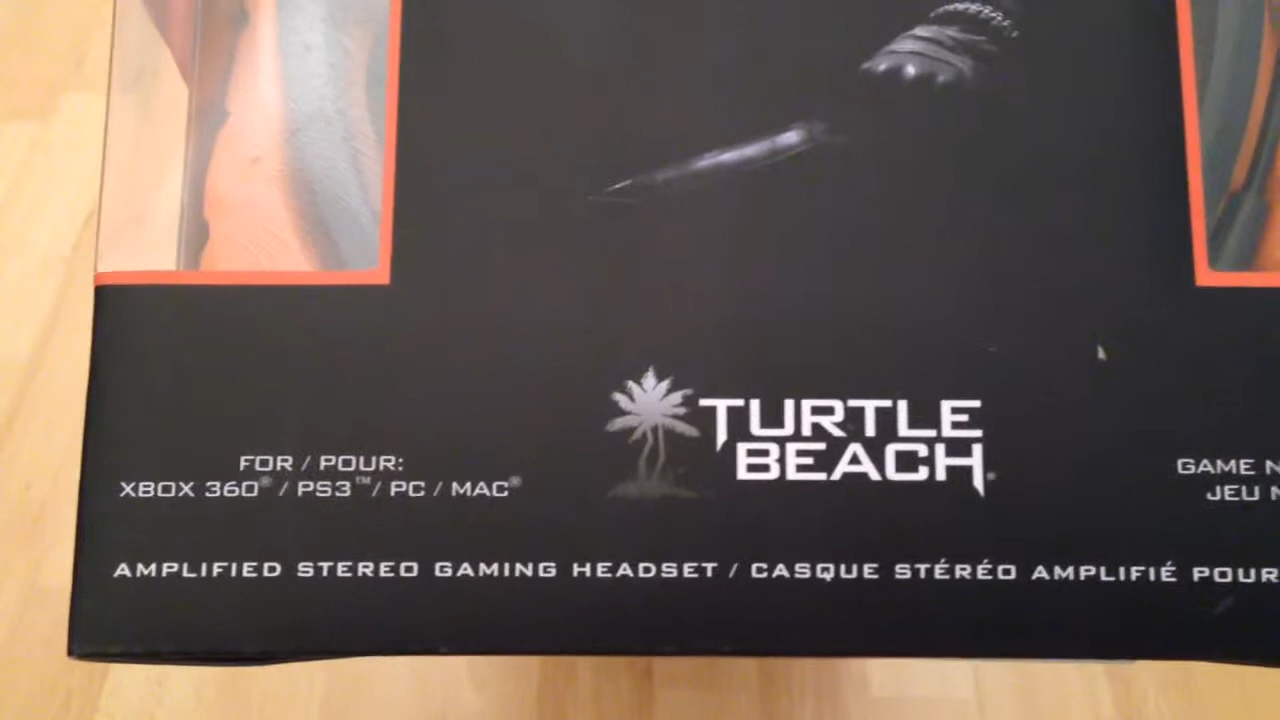 TURTLE
BEACH®
FOR / POUR:
XBOX 360® / PS3™ / PC / MAC®
GAME N
JEU N
AMPLIFIED STEREO GAMING HEADSET / CASQUE STÉRÉO AMPLIFIÉ POUR